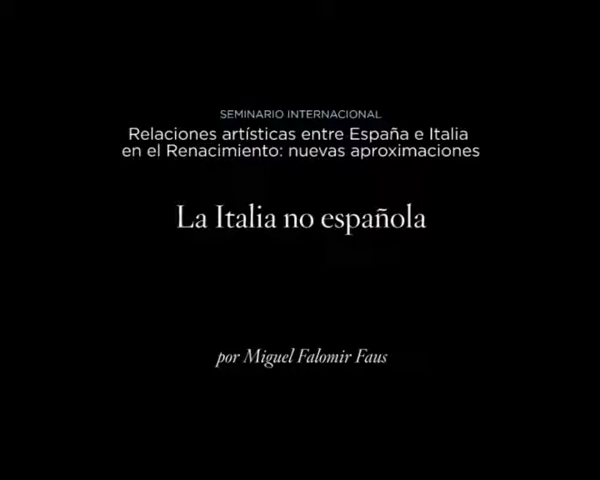 SEMINARIO INTERNACIONAL
Relaciones artísticas entre España e Italia
en el Renacimiento: nuevas aproximaciones
La Italia no española
por Miguel Falomir Faus